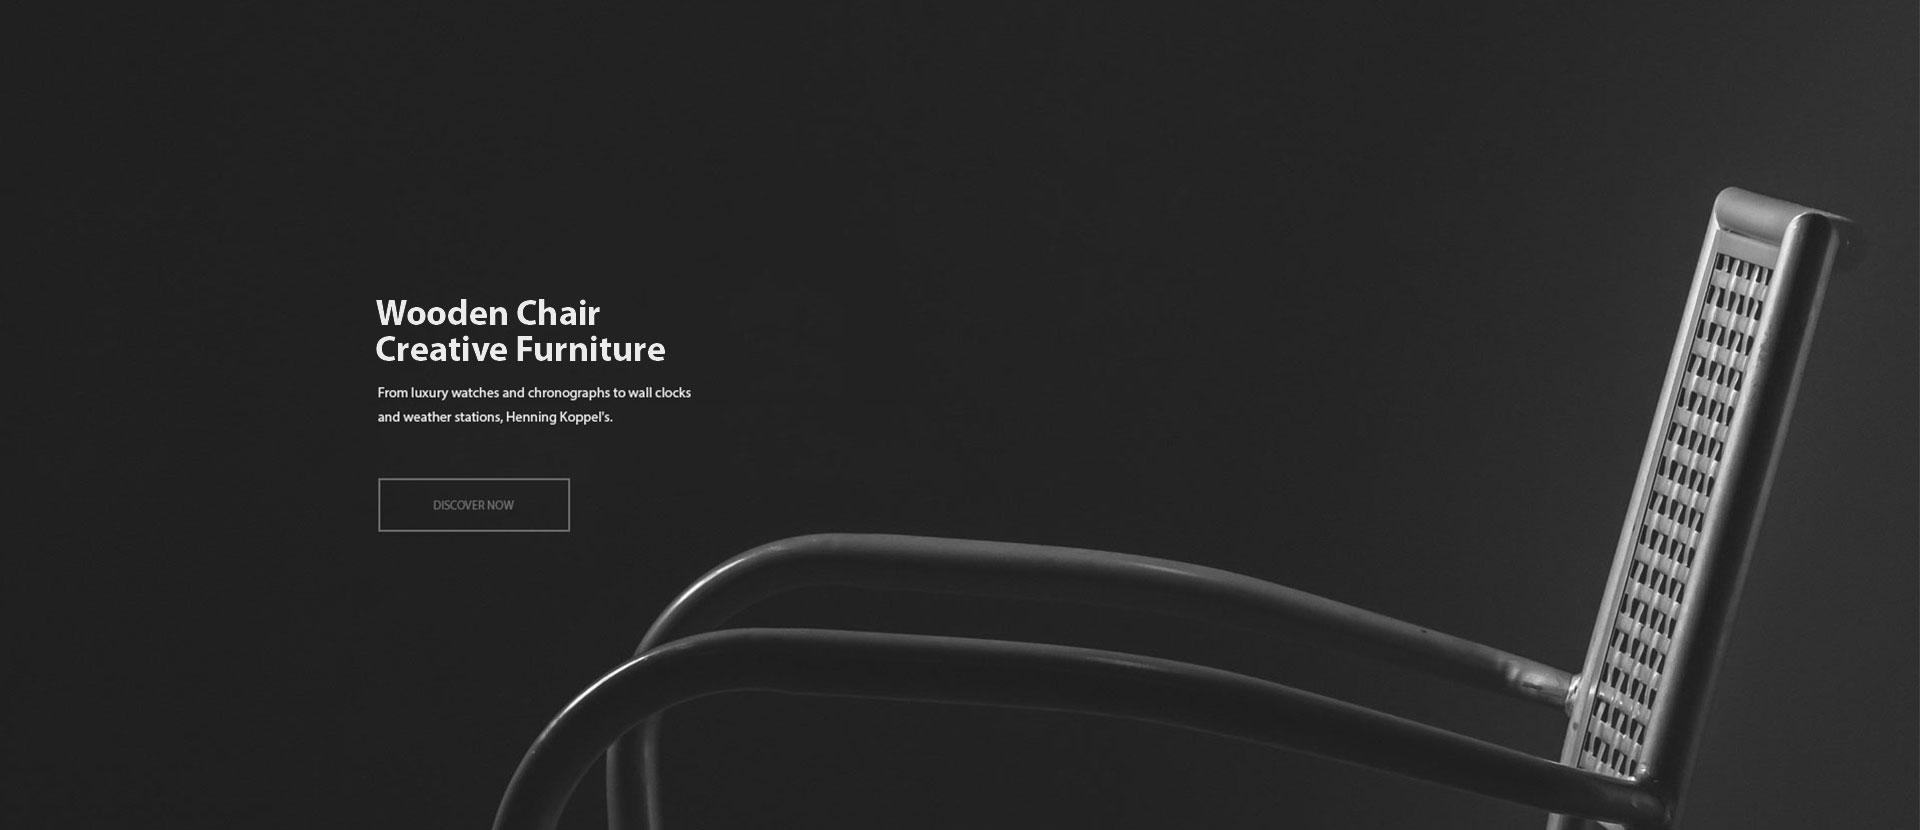 Wooden Chair
Creative Furniture
From luxury watches and chronographs to wall clocks
and weather stations, Henning Koppel's.
DISCOVER NOW